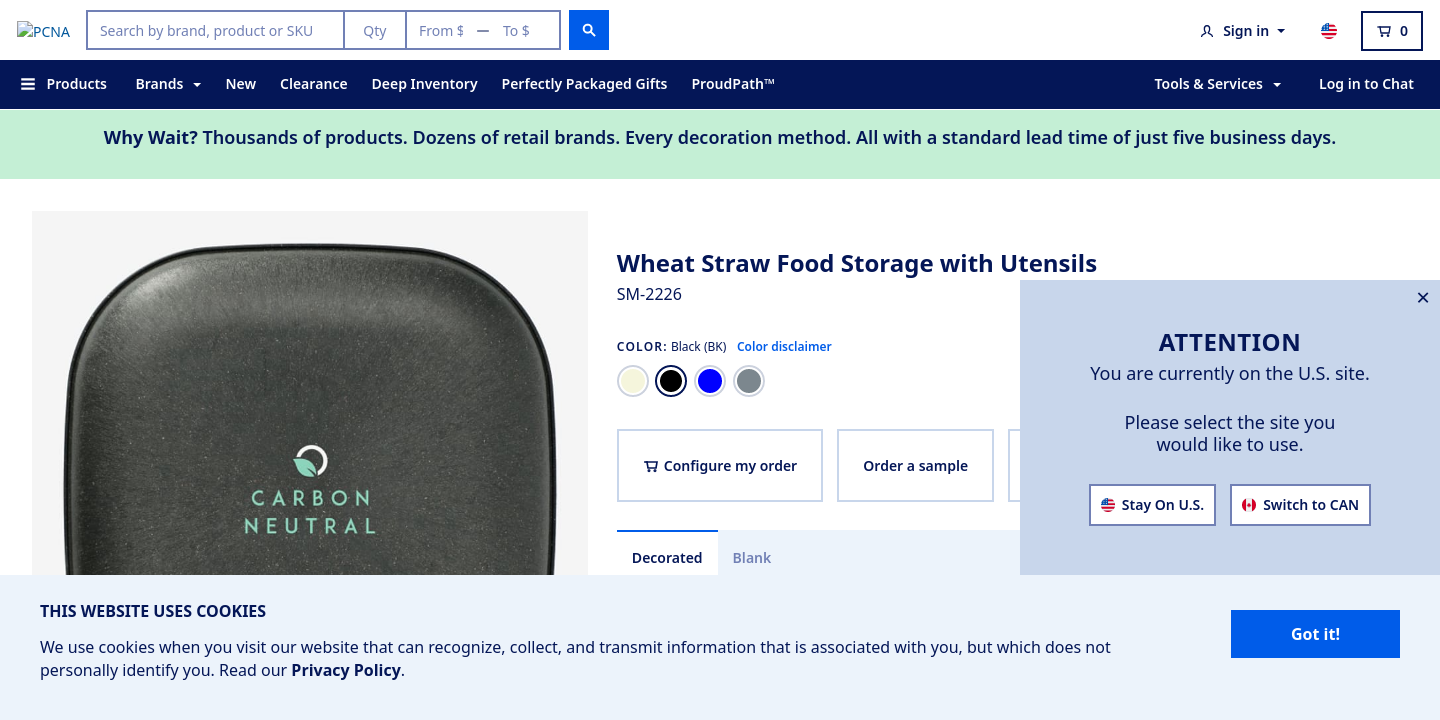 PCNA
Search by brand, product or SKU
Qty
From $ — To $
Sign in
0
Products
Brands
New
Clearance
Deep Inventory
Perfectly Packaged Gifts
ProudPath™
Tools & Services
Log in to Chat
Why Wait? Thousands of products. Dozens of retail brands. Every decoration method. All with a standard lead time of just five business days.
CARBON
NEUTRAL
Wheat Straw Food Storage with Utensils
SM-2226
COLOR: Black (BK) Color disclaimer
Configure my order
Order a sample
Decorated
Blank
ATTENTION
You are currently on the U.S. site.
Please select the site you
would like to use.
Stay On U.S.
Switch to CAN
THIS WEBSITE USES COOKIES
We use cookies when you visit our website that can recognize, collect, and transmit information that is associated with you, but which does not
personally identify you. Read our Privacy Policy.
Got it!